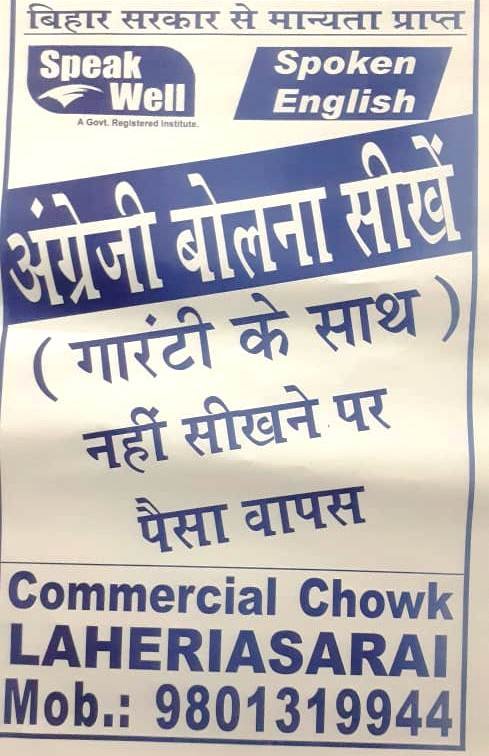 बिहार सरकार से मान्यता प्राप्त
Speak
Well
A Govt. Registered Institute.
Spoken
English
अंग्रेजी बोलना सीखें
( गारंटी के साथ )
नहीं सीखने पर
पैसा वापस
Commercial Chowk
LAHERIASARAI
Mob.: 9801319944